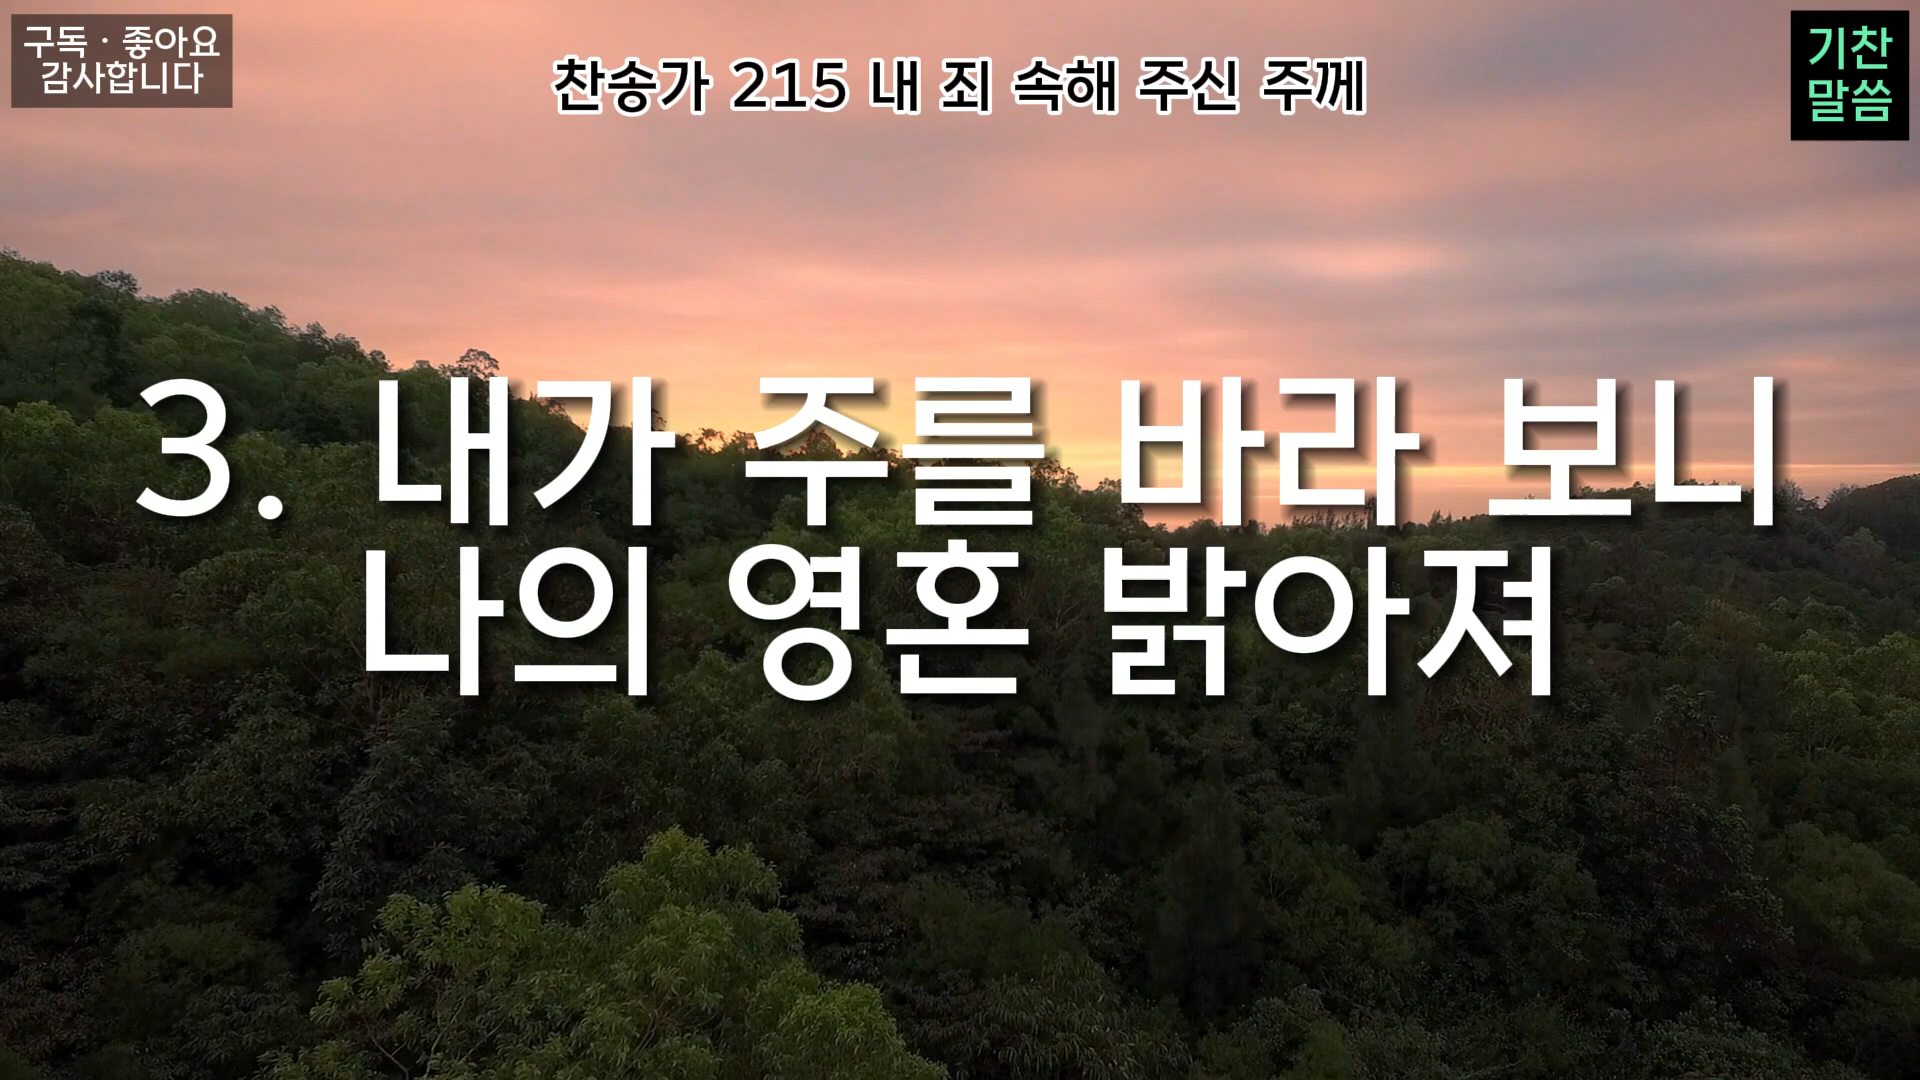 구독 · 좋아요
감사합니다
찬송가 215 내 죄 속해 주신 주께
기찬
말씀
3. 내가 주를 바라 보니
나의 영혼 밝아져